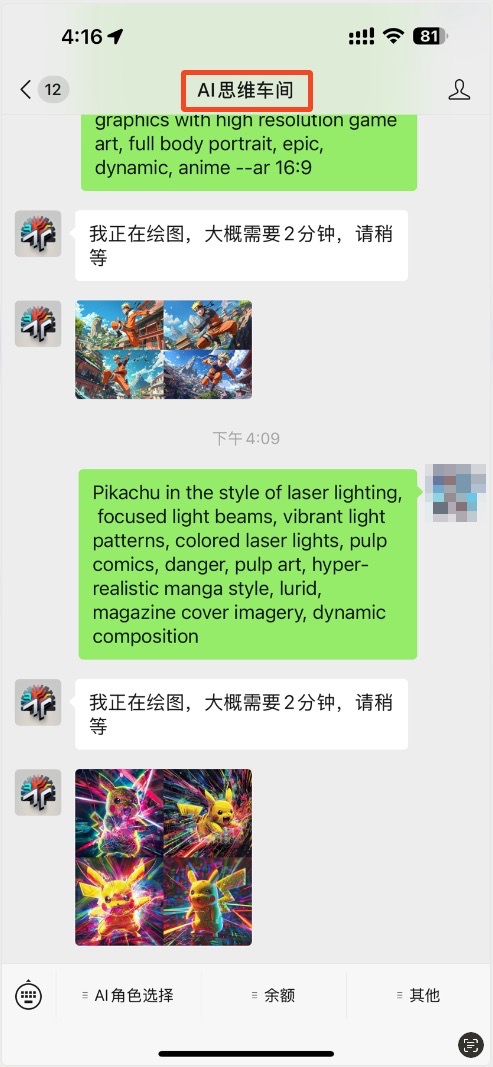 4:16
81
12
AI思维车间
graphics with high resolution game
art, full body portrait, epic,
dynamic, anime --ar 16:9
我正在绘图，大概需要2分钟，请稍
等
下午4:09
Pikachu in the style of laser lighting,
focused light beams, vibrant light
patterns, colored laser lights, pulp
comics, danger, pulp art, hyper-
realistic manga style, lurid,
magazine cover imagery, dynamic
composition
我正在绘图，大概需要2分钟，请稍
等
AI角色选择
余额
其他